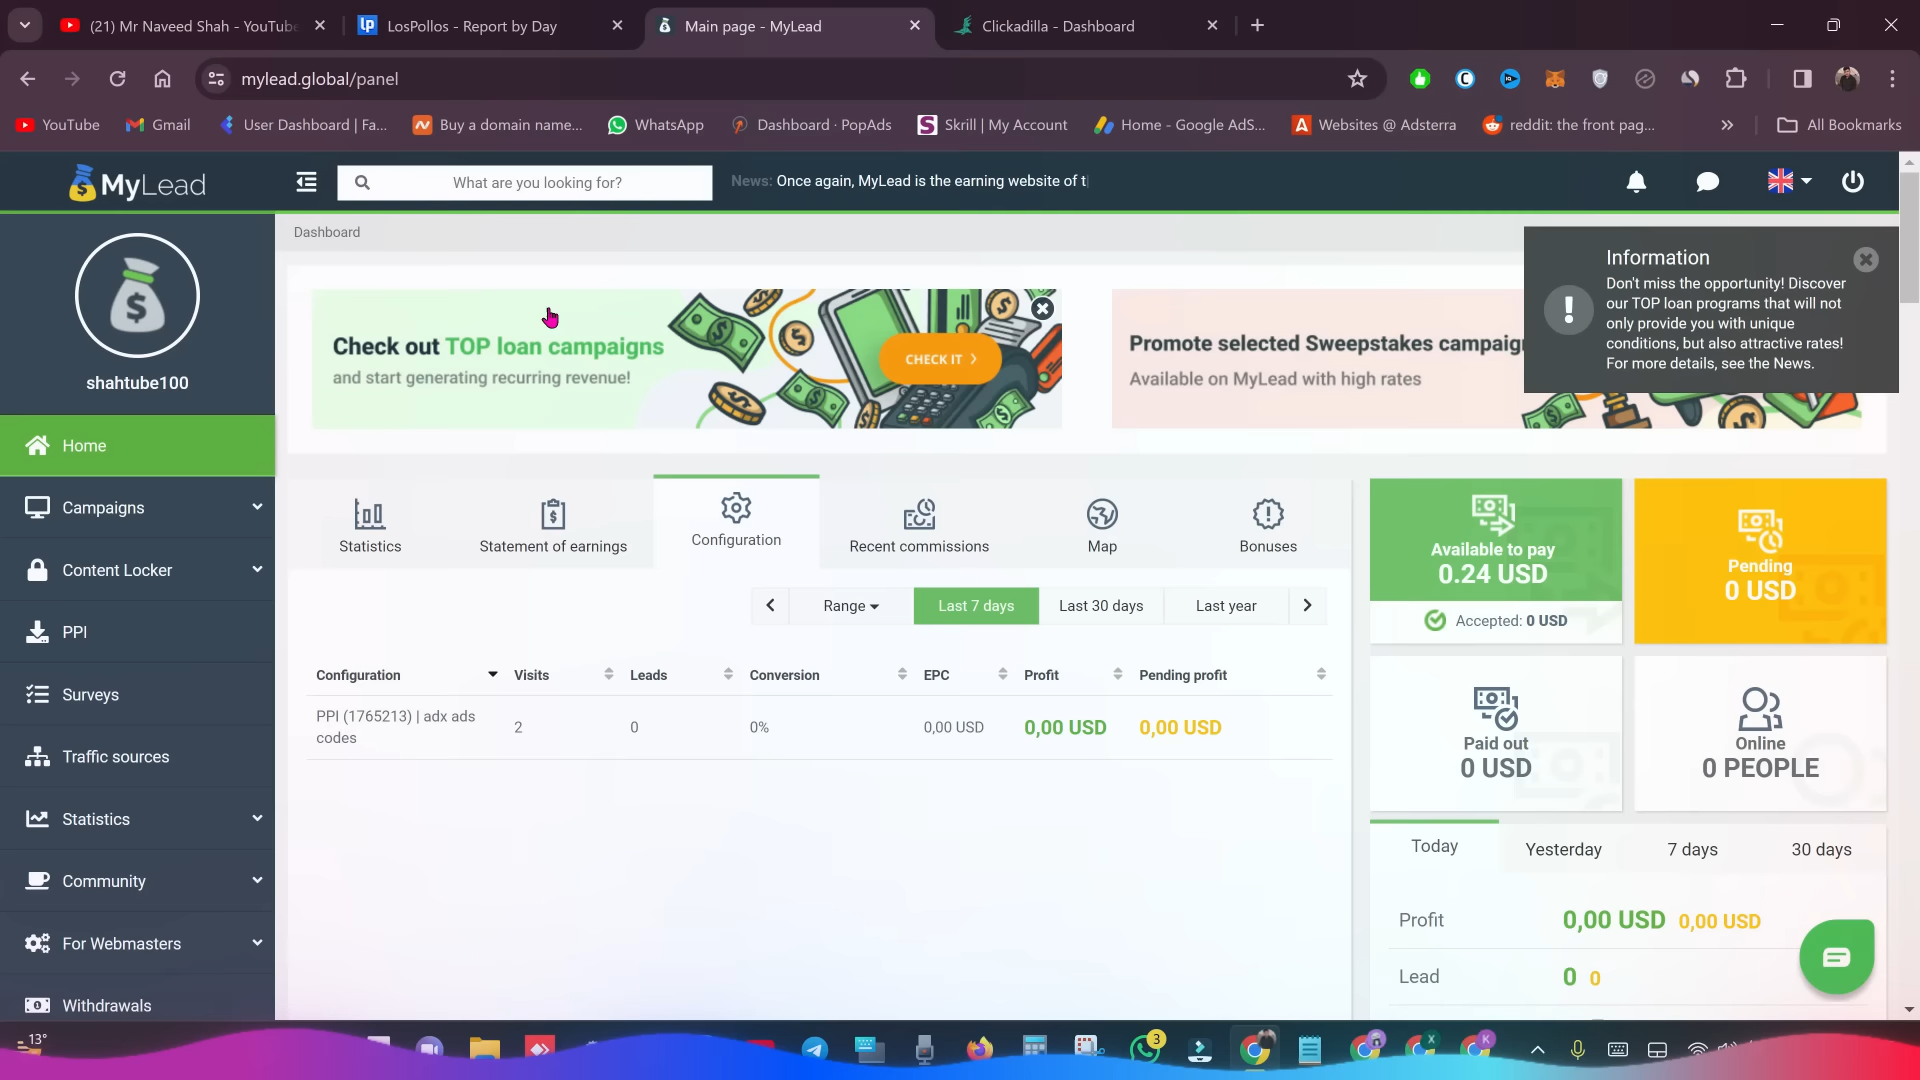 (21) Mr Naveed Shah - YouTube
LosPollos - Report by Day
Main page - MyLead
Clickadilla - Dashboard
mylead.global/panel
YouTube
Gmail
User Dashboard | Fa...
Buy a domain name...
WhatsApp
Dashboard · PopAds
Skrill | My Account
Home - Google AdS...
Websites @ Adsterra
reddit: the front pag...
All Bookmarks
MyLead
What are you looking for?
News: Once again, MyLead is the earning website of t
Dashboard
shahtube100
Home
Campaigns
Content Locker
PPI
Surveys
Traffic sources
Statistics
Community
For Webmasters
Withdrawals
Check out TOP loan campaigns
and start generating recurring revenue!
CHECK IT >
Promote selected Sweepstakes campaig
Available on MyLead with high rates
Information
Don't miss the opportunity! Discover
our TOP loan programs that will not
only provide you with unique
conditions, but also attractive rates!
For more details, see the News.
Statistics
Statement of earnings
Configuration
Recent commissions
Map
Bonuses
Range
Last 7 days
Last 30 days
Last year
Configuration Visits Leads Conversion EPC Profit Pending profit
PPI (1765213) | adx ads
codes
2 0 0% 0,00 USD 0,00 USD 0,00 USD
Available to pay
0.24 USD
Accepted: 0 USD
Pending
0 USD
Paid out
0 USD
Online
0 PEOPLE
Today
Yesterday
7 days
30 days
Profit 0,00 USD 0,00 USD
Lead 0 0
13°
3